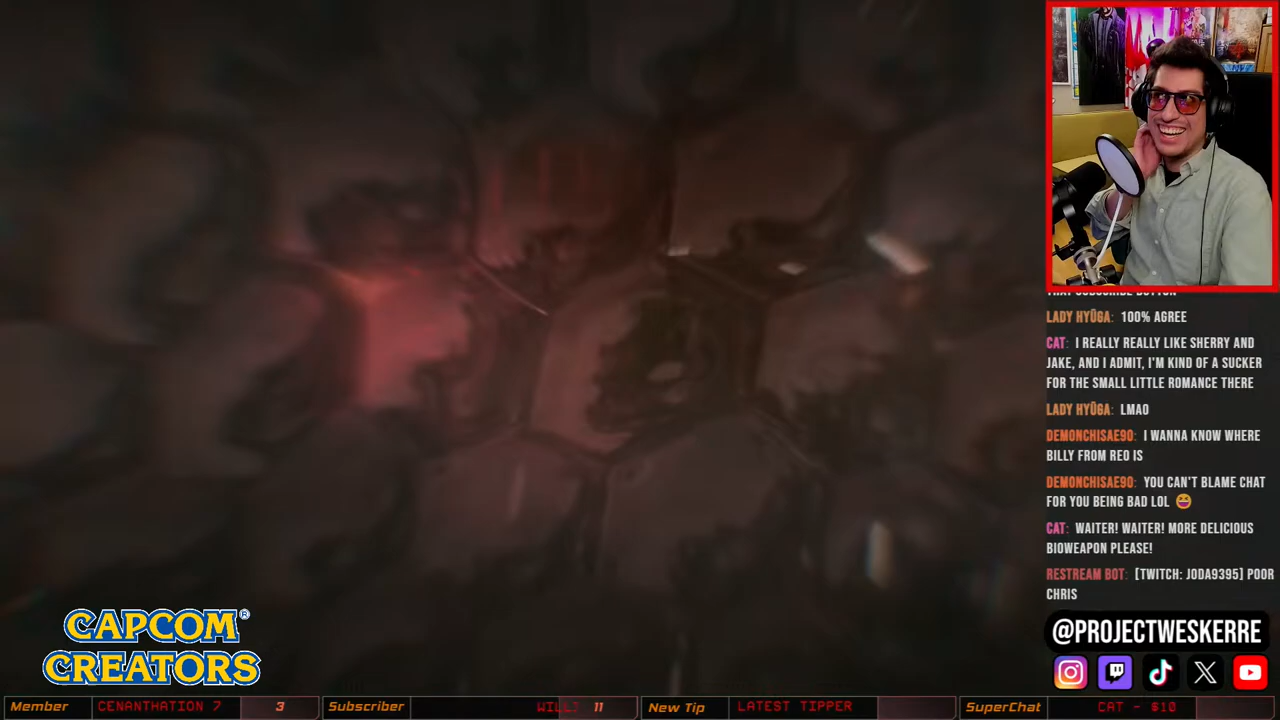 LADY HYŪGA: 100% AGREE
CAT: I REALLY REALLY LIKE SHERRY AND
JAKE, AND I ADMIT, I'M KIND OF A SUCKER
FOR THE SMALL LITTLE ROMANCE THERE
LADY HYŪGA: LMAO
DEMONCHISAE90: I WANNA KNOW WHERE
BILLY FROM RE0 IS
DEMONCHISAE90: YOU CAN'T BLAME CHAT
FOR YOU BEING BAD LOL 😆
CAT: WAITER! WAITER! MORE DELICIOUS
BIOWEAPON PLEASE!
RESTREAM BOT: [TWITCH: JODA9395] POOR
CHRIS
@PROJECTWESKERRE
CAPCOM®
CREATORS
Member CENANTHATION 7 3 Subscriber 11 New Tip LATEST TIPPER SuperChat CAT - $10